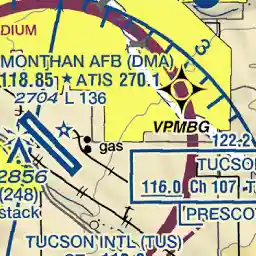 DIUM
MONTHAN AFB (DMA)
118.85 ★ ATIS 270.1
2704 L 136
3
VPMBG
gas
122.2
TUCSO
2856
(248)
stack
116.0 Ch 107 T
PRESCO
TUCSON INTL (TUS)